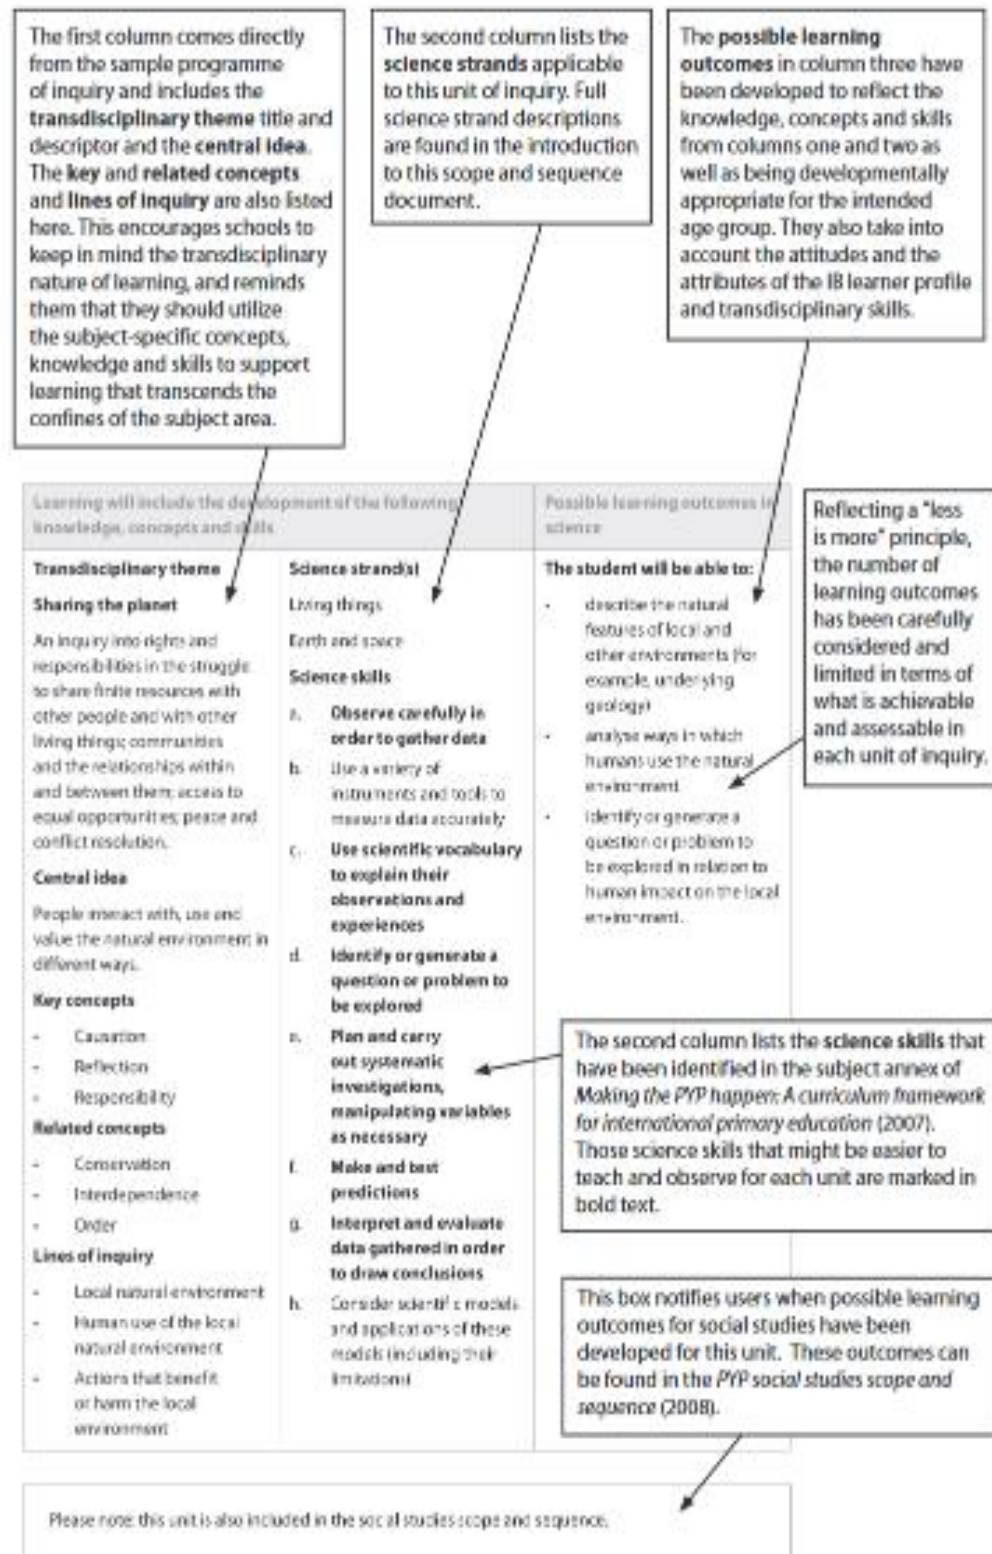 The first column comes directly
from the sample programme
of inquiry and includes the
transdisciplinary theme title and
descriptor and the central idea.
The key and related concepts
and lines of inquiry are also listed
here. This encourages schools to
keep in mind the transdisciplinary
nature of learning, and reminds
them that they should utilize
the subject-specific concepts,
knowledge and skills to support
learning that transcends the
confines of the subject area.
The second column lists the
science strands applicable
to this unit of inquiry. Full
science strand descriptions
are found in the introduction
to this scope and sequence
document.
The possible learning
outcomes in column three have
been developed to reflect the
knowledge, concepts and skills
from columns one and two as
well as being developmentally
appropriate for the intended
age group. They also take into
account the attitudes and the
attributes of the IB learner profile
and transdisciplinary skills.
Learning will include the development of the following
knowledge, concepts and skills
Possible learning outcomes in
science
Transdisciplinary theme
Sharing the planet
An inquiry into rights and
responsibilities in the struggle
to share finite resources with
other people and with other
living things; communities
and the relationships within
and between them; access to
equal opportunities; peace and
conflict resolution.
Central idea
People interact with, use and
value the natural environment in
different ways.
Key concepts
- Causation
- Reflection
- Responsibility
Related concepts
- Conservation
- Interdependence
- Order
Lines of inquiry
- Local natural environment
- Human use of the local
natural environment
- Actions that benefit
or harm the local
environment
Science strand(s)
Living things
Earth and space
Science skills
a. Observe carefully in
order to gather data
b. Use a variety of
instruments and tools to
measure data accurately
c. Use scientific vocabulary
to explain their
observations and
experiences
d. Identify or generate a
question or problem to
be explored
e. Plan and carry
out systematic
investigations,
manipulating variables
as necessary
f. Make and test
predictions
g. Interpret and evaluate
data gathered in order
to draw conclusions
h. Consider scientific models
and applications of these
models (including their
limitations)
The student will be able to:
- describe the natural
features of local and
other environments (for
example, underlying
geology)
- analyse ways in which
humans use the natural
environment
- identify or generate a
question or problem to
be explored in relation to
human impact on the local
environment.
Reflecting a "less
is more" principle,
the number of
learning outcomes
has been carefully
considered and
limited in terms of
what is achievable
and assessable in
each unit of inquiry.
The second column lists the science skills that
have been identified in the subject annex of
Making the PYP happen: A curriculum framework
for international primary education (2007).
Those science skills that might be easier to
teach and observe for each unit are marked in
bold text.
This box notifies users when possible learning
outcomes for social studies have been
developed for this unit. These outcomes can
be found in the PYP social studies scope and
sequence (2008).
Please note: this unit is also included in the social studies scope and sequence.